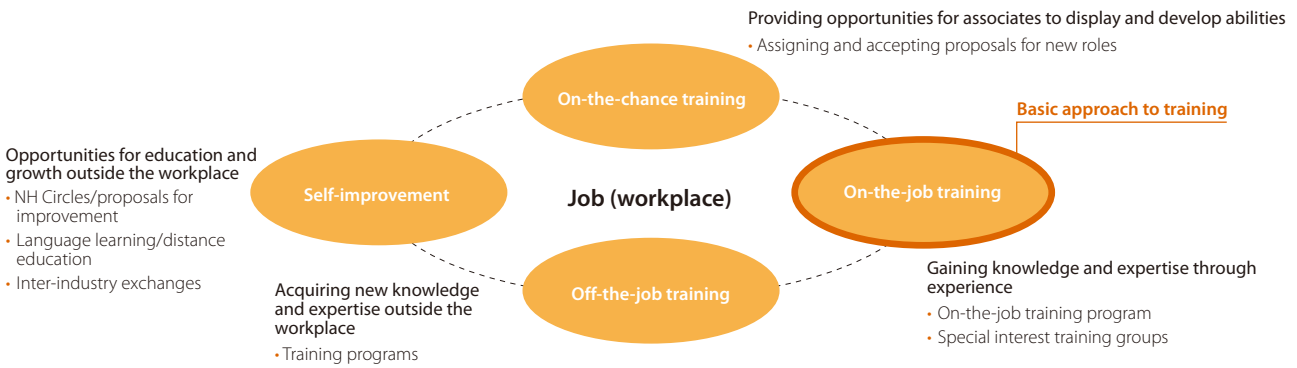 Providing opportunities for associates to display and develop abilities
• Assigning and accepting proposals for new roles
On-the-chance training
Basic approach to training
Opportunities for education and
growth outside the workplace
• NH Circles/proposals for
improvement
• Language learning/distance
education
• Inter-industry exchanges
Self-improvement
Job (workplace)
On-the-job training
Off-the-job training
Acquiring new knowledge
and expertise outside the
workplace
• Training programs
Gaining knowledge and expertise through
experience
• On-the-job training program
• Special interest training groups